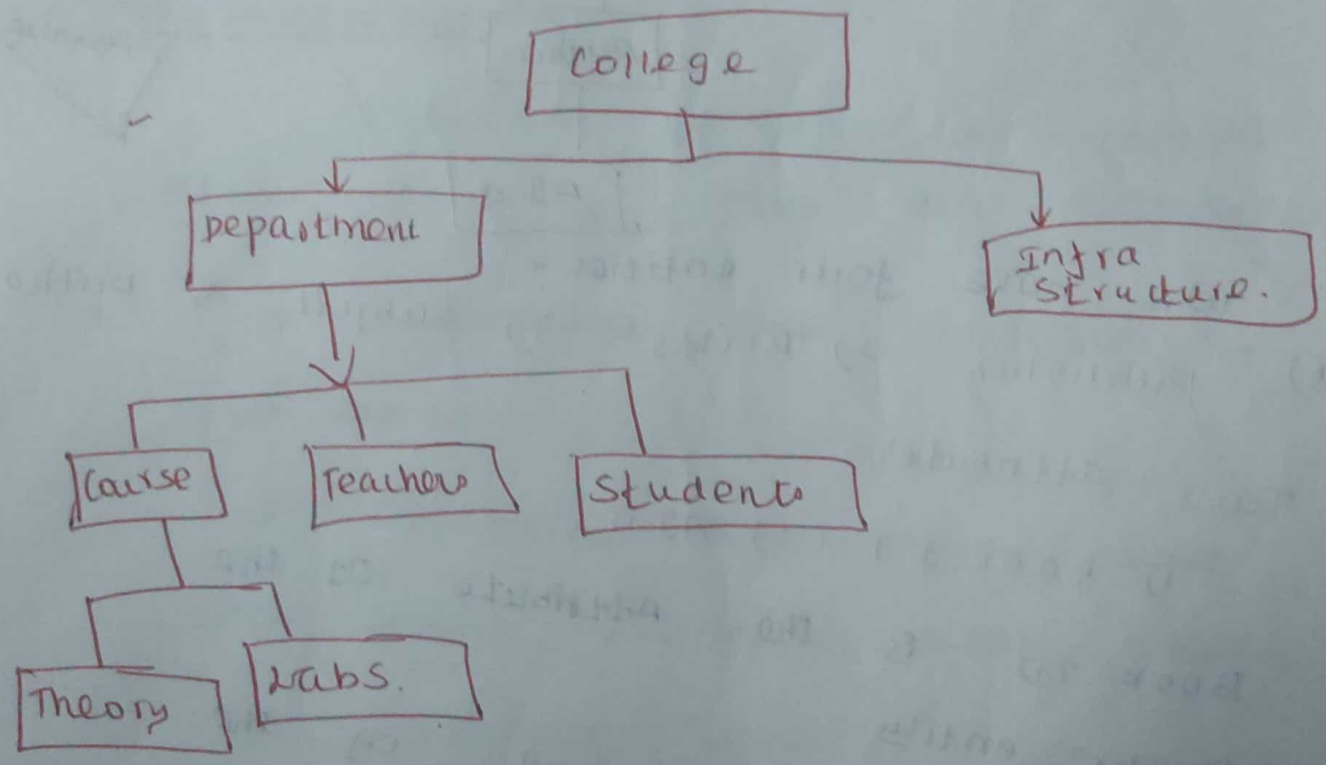 College
Department
Infra
Structure.
Course
Teachers
Students
Theory
Labs.